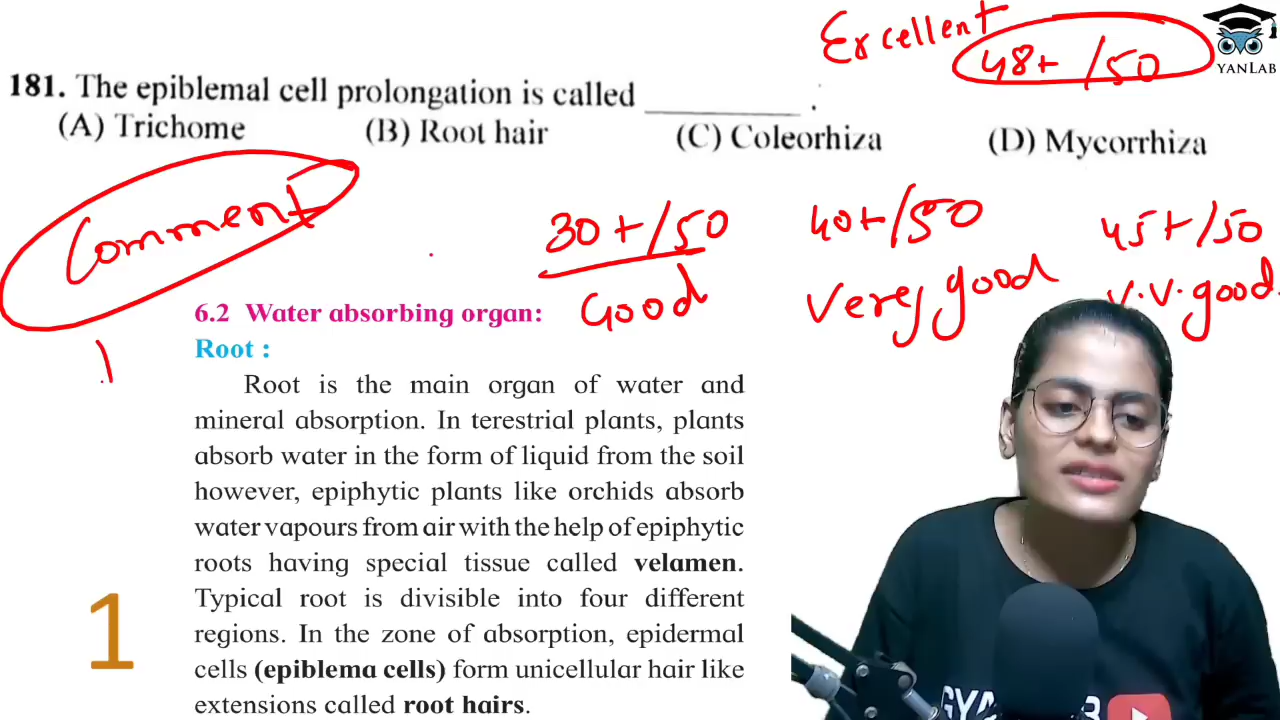 Excellent
48+ /50
YANLAB
181. The epiblemal cell prolongation is called ____________ .
(A) Trichome (B) Root hair (C) Coleorhiza (D) Mycorrhiza
Comment
30+/50
Good
40+/50
Very good
45+/50
V.V. good
6.2 Water absorbing organ:
Root :
Root is the main organ of water and
mineral absorption. In terestrial plants, plants
absorb water in the form of liquid from the soil
however, epiphytic plants like orchids absorb
water vapours from air with the help of epiphytic
roots having special tissue called velamen.
Typical root is divisible into four different
regions. In the zone of absorption, epidermal
cells (epiblema cells) form unicellular hair like
extensions called root hairs.
1
GYA B